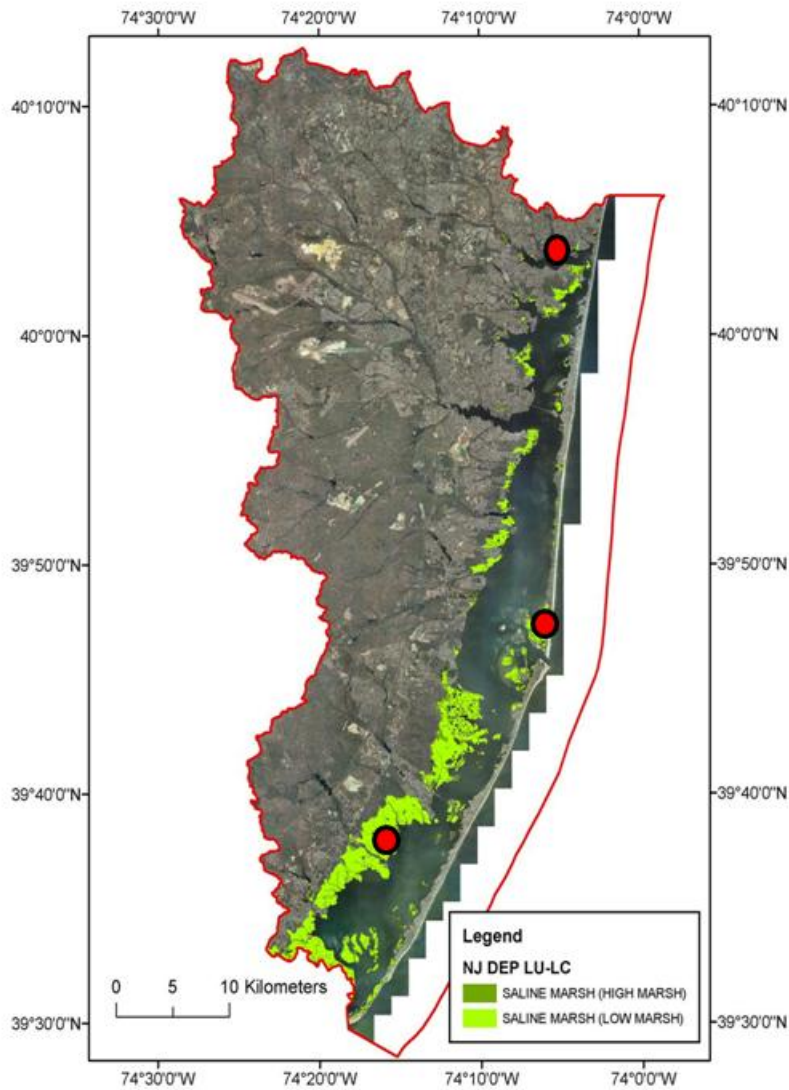 74°30'0"W 74°20'0"W 74°10'0"W 74°0'0"W
40°10'0"N 40°10'0"N
40°0'0"N 40°0'0"N
39°50'0"N 39°50'0"N
39°40'0"N 39°40'0"N
Legend
NJ DEP LU-LC
SALINE MARSH (HIGH MARSH)
SALINE MARSH (LOW MARSH)
0 5 10 Kilometers
39°30'0"N 39°30'0"N
74°30'0"W 74°20'0"W 74°10'0"W 74°0'0"W